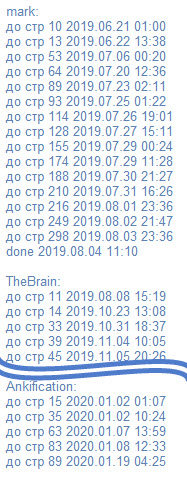 mark:
до стр 10 2019.06.21 01:00
до стр 13 2019.06.22 13:38
до стр 53 2019.07.06 00:20
до стр 64 2019.07.20 12:36
до стр 89 2019.07.23 02:11
до стр 93 2019.07.25 01:22
до стр 114 2019.07.26 19:01
до стр 128 2019.07.27 15:11
до стр 155 2019.07.29 00:24
до стр 174 2019.07.29 11:28
до стр 188 2019.07.30 21:27
до стр 210 2019.07.31 16:26
до стр 216 2019.08.01 23:36
до стр 249 2019.08.02 21:47
до стр 298 2019.08.03 23:36
done 2019.08.04 11:10
TheBrain:
до стр 11 2019.08.08 15:19
до стр 14 2019.10.23 13:08
до стр 33 2019.10.31 18:37
до стр 39 2019.11.04 10:05
до стр 45 2019.11.05 20:26
Ankification:
до стр 15 2020.01.02 01:07
до стр 35 2020.01.02 10:24
до стр 63 2020.01.07 13:59
до стр 83 2020.01.08 12:33
до стр 89 2020.01.19 04:25